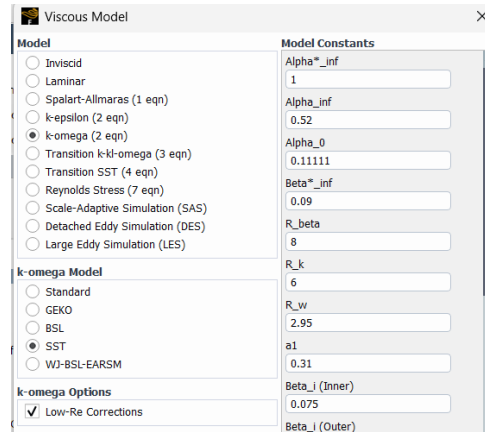 Viscous Model
Model
Inviscid
Laminar
Spalart-Allmaras (1 eqn)
k-epsilon (2 eqn)
k-omega (2 eqn)
Transition k-kl-omega (3 eqn)
Transition SST (4 eqn)
Reynolds Stress (7 eqn)
Scale-Adaptive Simulation (SAS)
Detached Eddy Simulation (DES)
Large Eddy Simulation (LES)
k-omega Model
Standard
GEKO
BSL
SST
WJ-BSL-EARSM
k-omega Options
Low-Re Corrections
Model Constants
Alpha*_inf
1
Alpha_inf
0.52
Alpha_0
0.11111
Beta*_inf
0.09
R_beta
8
R_k
6
R_w
2.95
a1
0.31
Beta_i (Inner)
0.075
Beta_i (Outer)